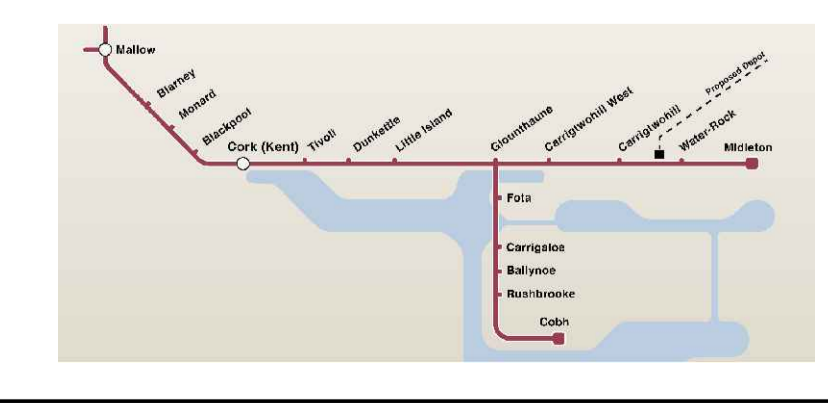 Mallow
Blarney
Monard
Blackpool
Cork (Kent)
Tivoli
Dunkettle
Little Island
Glounthaune
Carrigtwohill West
Carrigtwohill
Proposed Depot
Water-Rock
Midleton
Fota
Carrigaloe
Ballynoe
Rushbrooke
Cobh